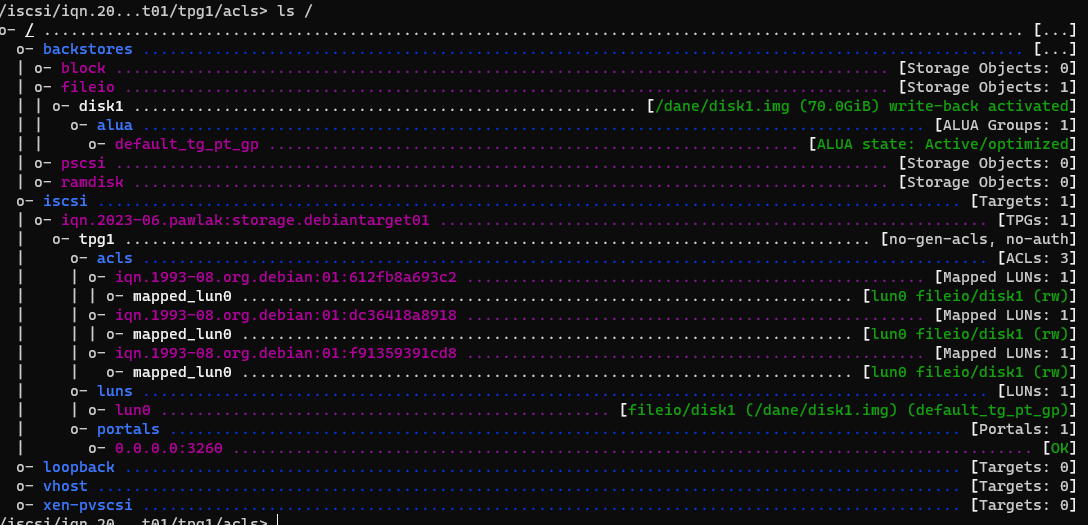 /iscsi/iqn.20...t01/tpg1/acls> ls /
o- / ..................................................................................................................... [...]
  o- backstores .......................................................................................................... [...]
  | o- block .............................................................................................. [Storage Objects: 0]
  | o- fileio ............................................................................................. [Storage Objects: 1]
  | | o- disk1 ........................................................ [/dane/disk1.img (70.0GiB) write-back activated]
  | |   o- alua ............................................................................................... [ALUA Groups: 1]
  | |     o- default_tg_pt_gp ................................................................... [ALUA state: Active/optimized]
  | o- pscsi .............................................................................................. [Storage Objects: 0]
  | o- ramdisk ............................................................................................ [Storage Objects: 0]
  o- iscsi ........................................................................................................ [Targets: 1]
  | o- iqn.2023-06.pawlak:storage.debiantarget01 ..................................................................... [TPGs: 1]
  |   o- tpg1 ........................................................................................... [no-gen-acls, no-auth]
  |     o- acls ...................................................................................................... [ACLs: 3]
  |     | o- iqn.1993-08.org.debian:01:612fb8a693c2 ........................................................... [Mapped LUNs: 1]
  |     | | o- mapped_lun0 ............................................................................ [lun0 fileio/disk1 (rw)]
  |     | o- iqn.1993-08.org.debian:01:dc36418a8918 ........................................................... [Mapped LUNs: 1]
  |     | | o- mapped_lun0 ............................................................................ [lun0 fileio/disk1 (rw)]
  |     | o- iqn.1993-08.org.debian:01:f91359391cd8 ........................................................... [Mapped LUNs: 1]
  |     |   o- mapped_lun0 ............................................................................ [lun0 fileio/disk1 (rw)]
  |     o- luns ...................................................................................................... [LUNs: 1]
  |     | o- lun0 .................................................... [fileio/disk1 (/dane/disk1.img) (default_tg_pt_gp)]
  |     o- portals ................................................................................................ [Portals: 1]
  |       o- 0.0.0.0:3260 ................................................................................................. [OK]
  o- loopback ..................................................................................................... [Targets: 0]
  o- vhost ........................................................................................................ [Targets: 0]
  o- xen-pvscsi ................................................................................................... [Targets: 0]
/iscsi/iqn.20...t01/tpg1/acls>